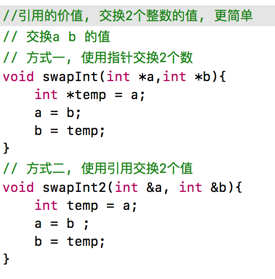 //引用的价值, 交换2个整数的值, 更简单
// 交换a b 的值
// 方式一, 使用指针交换2个数
void swapInt(int *a,int *b){
    int *temp = a;
    a = b;
    b = temp;
}
// 方式二, 使用引用交换2个值
void swapInt2(int &a, int &b){
    int temp = a;
    a = b ;
    b = temp;
}